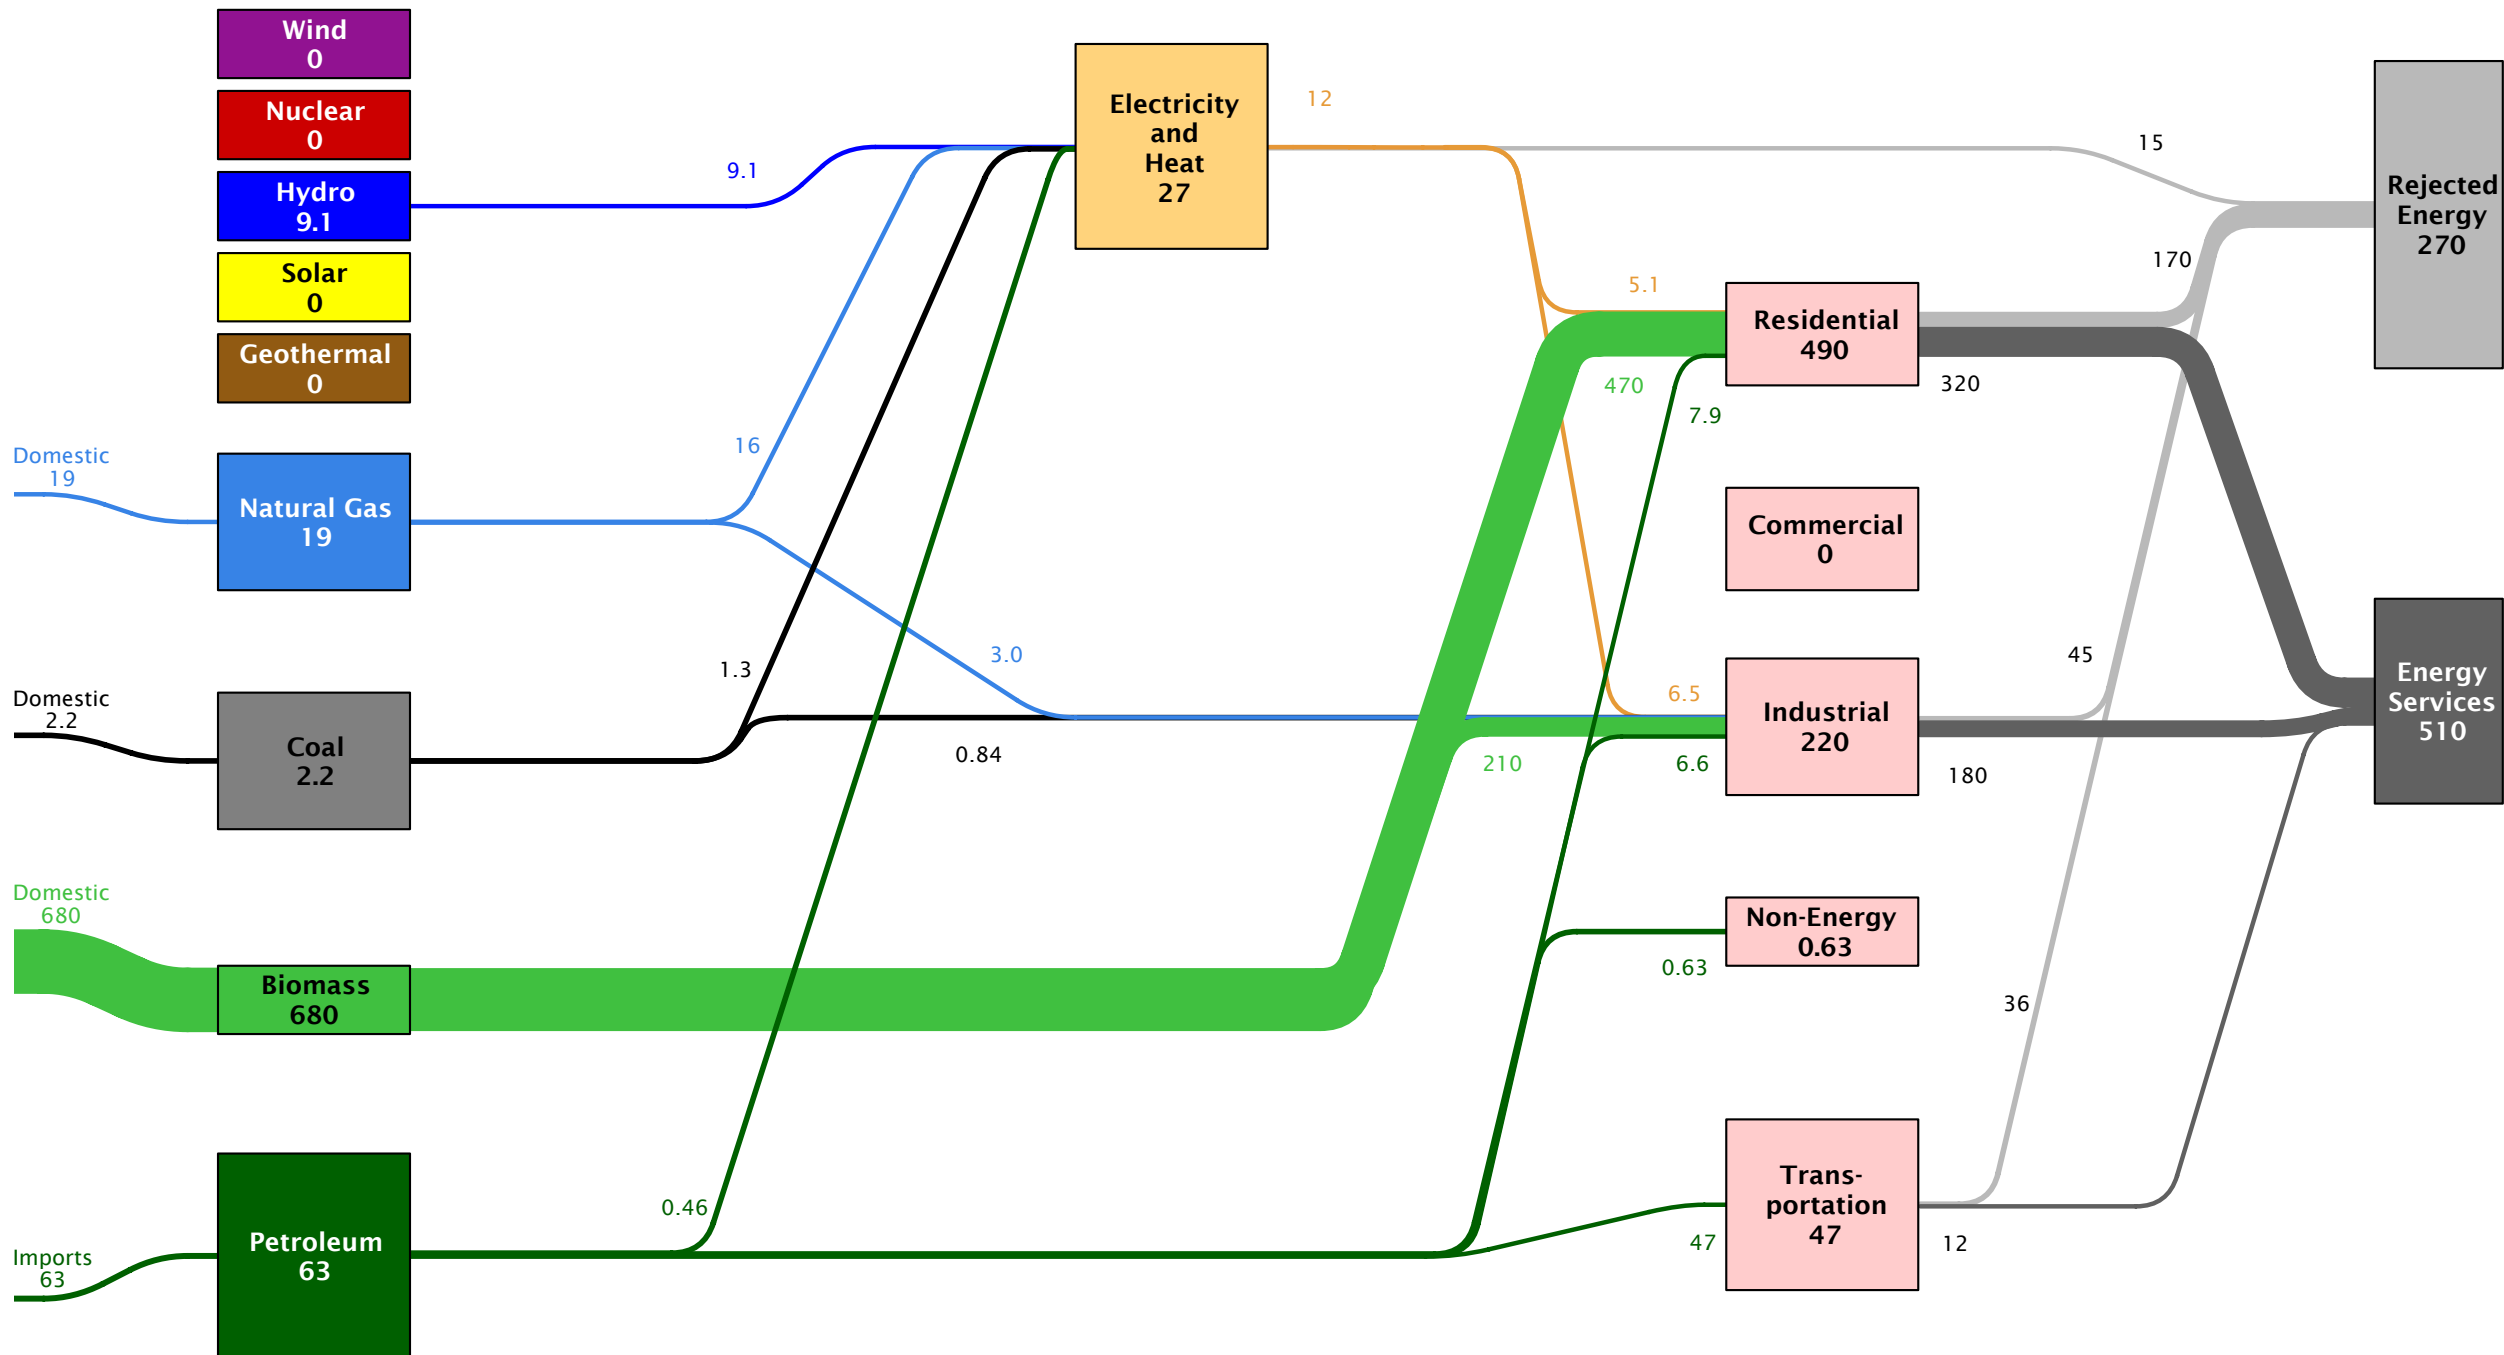 Wind
0
Nuclear
0
Hydro
9.1
Solar
0
Geothermal
0
Domestic
19
Natural Gas
19
Domestic
2.2
Coal
2.2
Domestic
680
Biomass
680
Imports
63
Petroleum
63
9.1
16
1.3
3.0
0.84
0.46
Electricity
and
Heat
27
12
5.1
470
7.9
6.5
210
6.6
0.63
47
Residential
490
Commercial
0
Industrial
220
Non-Energy
0.63
Trans-
portation
47
15
170
320
45
180
36
12
Rejected
Energy
270
Energy
Services
510